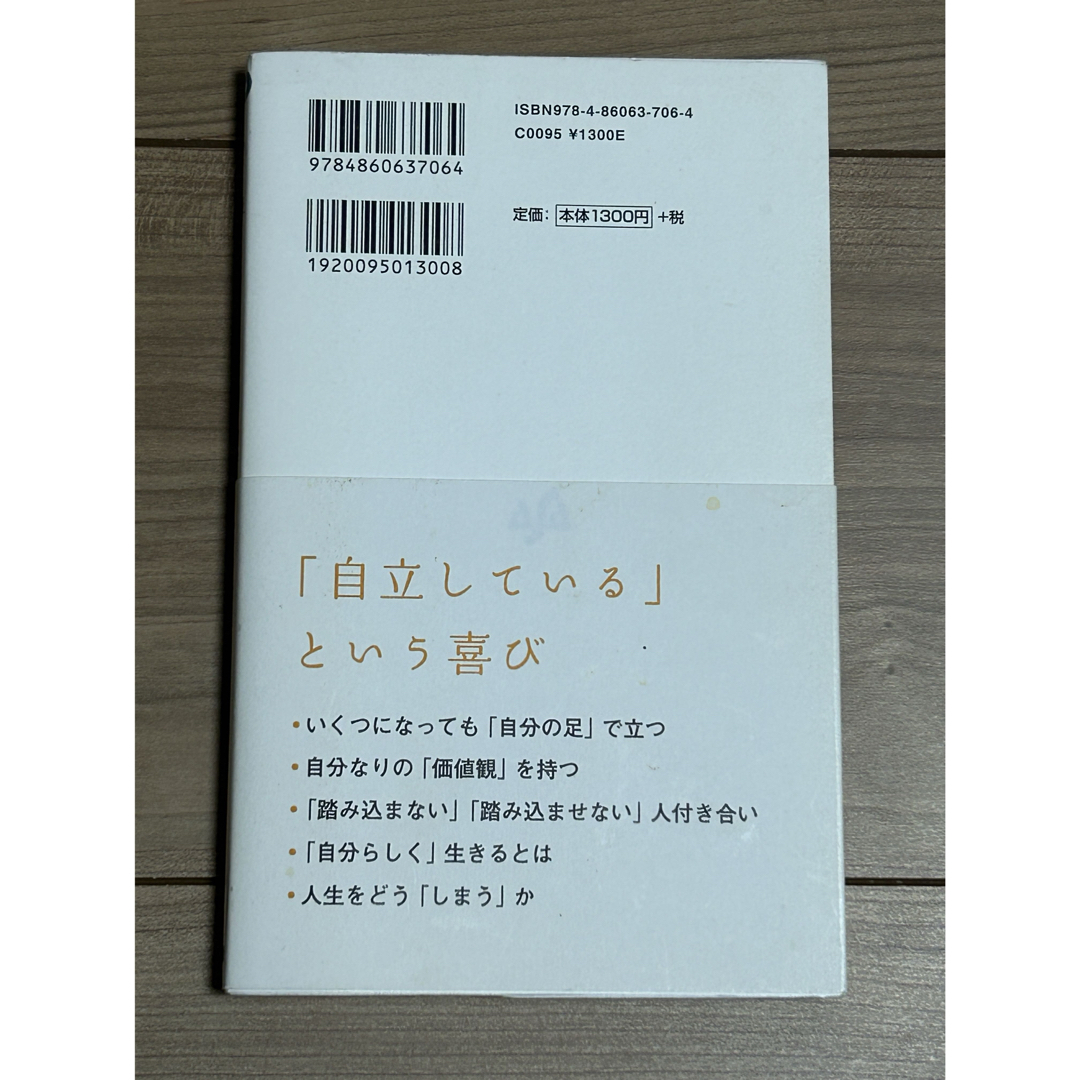 ISBN978-4-86063-706-4
C0095 ¥1300E
9784860637064
定価： 本体1300円 +税
1920095013008
「自立している」
という喜び
・いくつになっても「自分の足」で立つ
・自分なりの「価値観」を持つ
・「踏み込まない」「踏み込ませない」人付き合い
・「自分らしく」生きるとは
・人生をどう「しまう」か